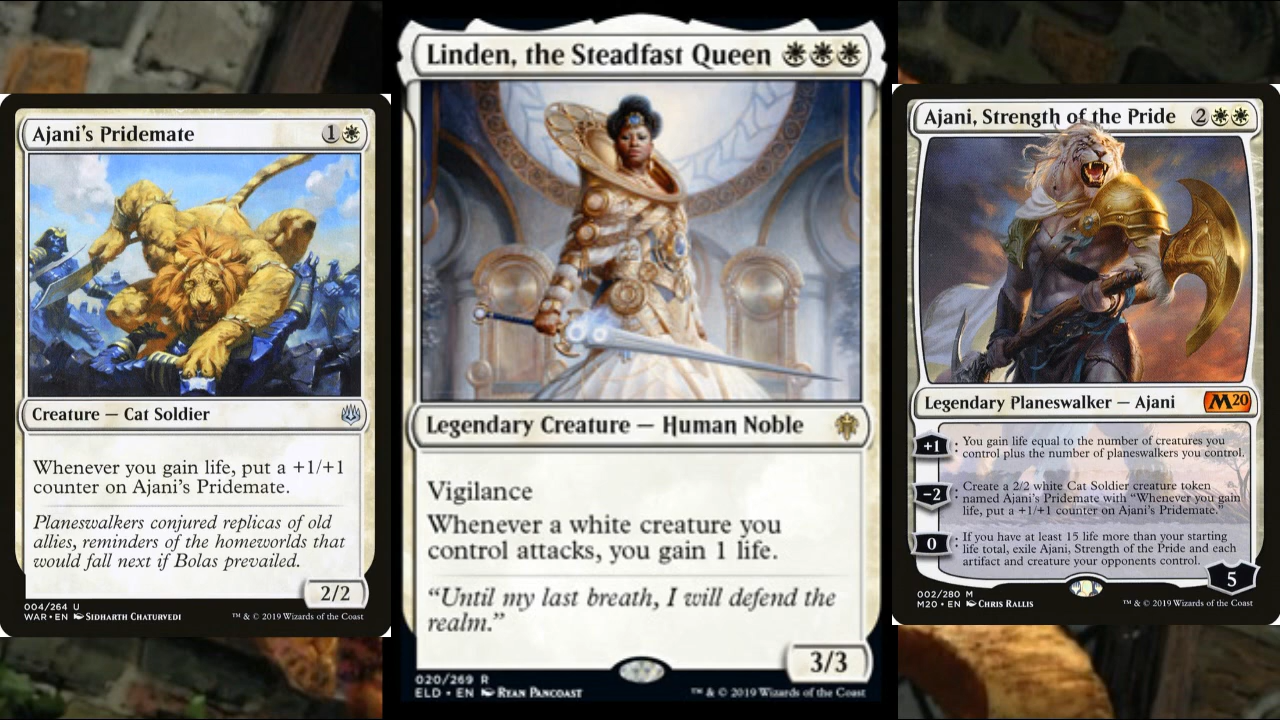 Ajani's Pridemate 1
Creature — Cat Soldier
Whenever you gain life, put a +1/+1
counter on Ajani's Pridemate.
Planeswalkers conjured replicas of old
allies, reminders of the homeworlds that
would fall next if Bolas prevailed.
2/2
004/264 U
WAR • EN SIDHARTH CHATURVEDI
™ & © 2019 Wizards of the Coast
Linden, the Steadfast Queen
Legendary Creature — Human Noble
Vigilance
Whenever a white creature you
control attacks, you gain 1 life.
“Until my last breath, I will defend the
realm.”
3/3
020/269 R
ELD • EN RYAN PANCOAST
™ & © 2019 Wizards of the Coast
Ajani, Strength of the Pride 2
Legendary Planeswalker — Ajani M20
+1 : You gain life equal to the number of creatures you
control plus the number of planeswalkers you control.
−2 : Create a 2/2 white Cat Soldier creature token
named Ajani's Pridemate with “Whenever you gain
life, put a +1/+1 counter on Ajani's Pridemate.”
0 : If you have at least 15 life more than your starting
life total, exile Ajani, Strength of the Pride and each
artifact and creature your opponents control.
5
002/280 M
M20 • EN CHRIS RALLIS
™ & © 2019 Wizards of the Coast